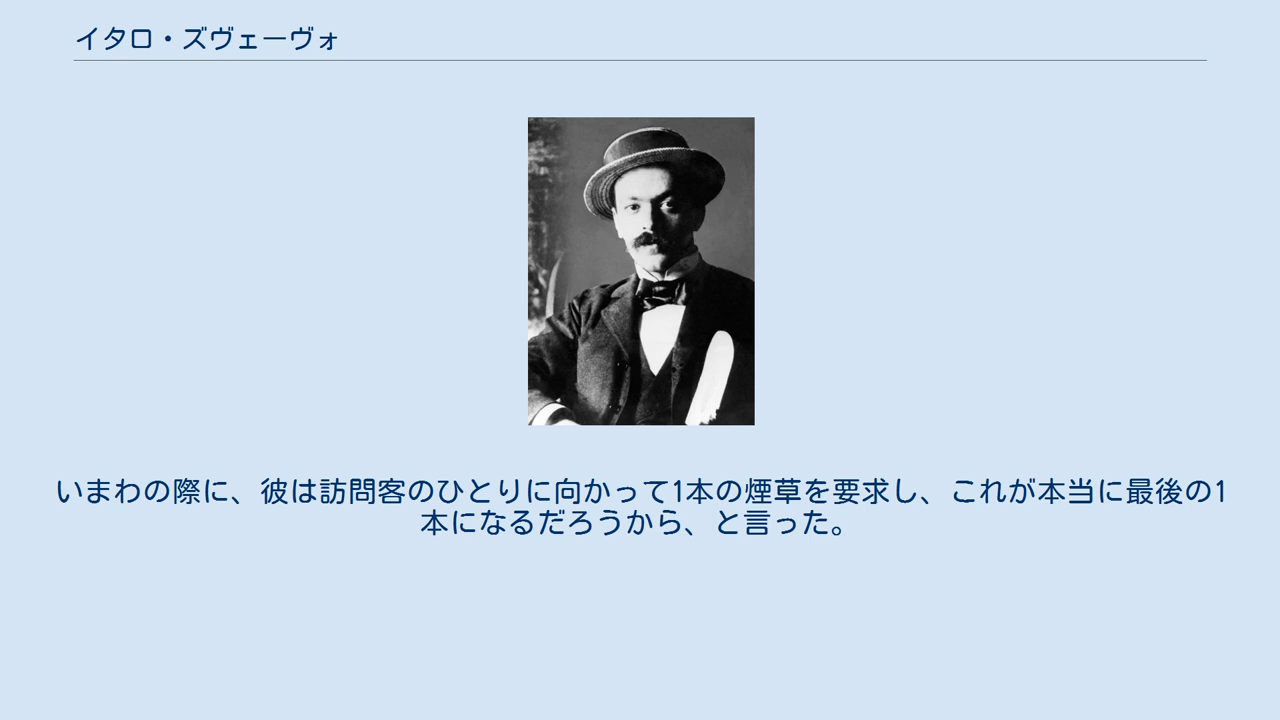 イタロ・ズヴェーヴォ
いまわの際に、彼は訪問客のひとりに向かって1本の煙草を要求し、これが本当に最後の1
本になるだろうから、と言った。